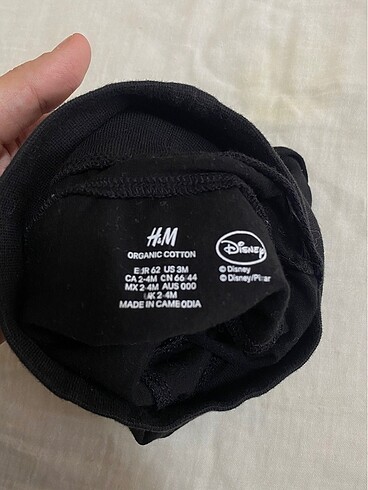 H&M
ORGANIC COTTON
EUR 62 US 3M
CA 2-4M CN 66/44
MX 2-4M AUS 000
UK 2-4M
MADE IN CAMBODIA
Disney
© Disney
© Disney/Pixar